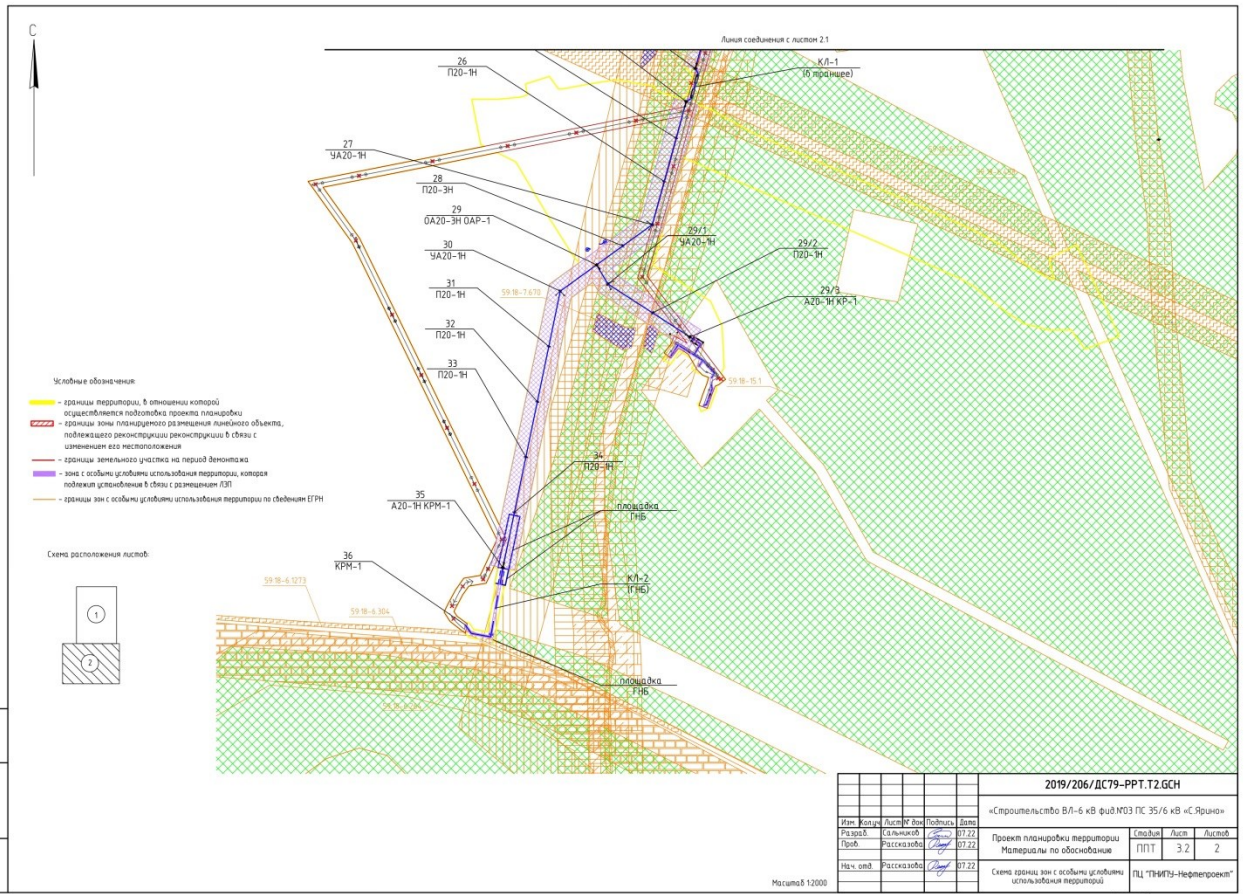 С
Линия соединения с листом 2.1
26
П20-1Н
КЛ-1
(в траншее)
27
УА20-1Н
28
П20-3Н
29
ОА20-3Н ОАР-1
30
УА20-1Н
29/1
УА20-1Н
29/2
П20-1Н
29/3
А20-1Н КР-1
59:18-6.680
59:18-7.670
31
П20-1Н
32
П20-1Н
33
П20-1Н
59:18-15.1
Условные обозначения:
- границы территории, в отношении которой
осуществляется подготовка проекта планировки
- границы зоны планируемого размещения линейного объекта,
подлежащего реконструкции реконструкции в связи с
изменением его местоположения
- границы земельного участка на период демонтажа
- зона с особыми условиями использования территории, которая
подлежит установлению в связи с размещением ЛЭП
- границы зон с особыми условиями использования территории по сведениям ЕГРН
34
П20-1Н
35
А20-1Н КРМ-1
площадка
ГНБ
36
КРМ-1
КЛ-2
(ГНБ)
Схема расположения листов:
1
2
59:18-6.1273
59:18-6.304
площадка
ГНБ
2019/206/ДС79-PPT.T2.GCH
«Строительство ВЛ-6 кВ фид.№03 ПС 35/6 кВ «С.Ярино»
Изм. Кол.уч Лист № док Подпись Дата
Разраб. Сальников 07.22
Пров. Рассказова 07.22
Нач. отд. Рассказова 07.22
Проект планировки территории
Материалы по обоснованию
Стадия Лист Листов
ППТ 3.2 2
Схема границ зон с особыми условиями
использования территорий
ПЦ "ПНИПУ-Нефтепроект"
Масштаб 1:2000